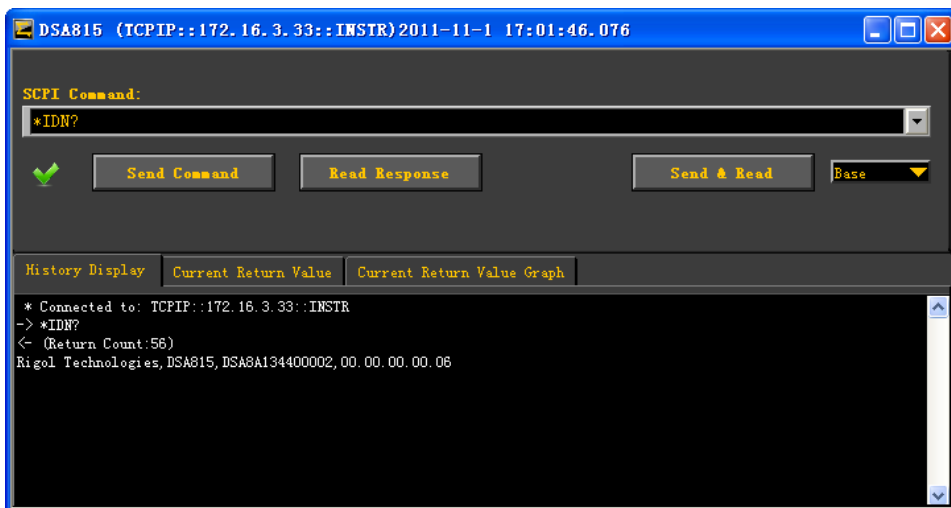 DSA815 (TCPIP::172.16.3.33::INSTR)2011-11-1 17:01:46.076
SCPI Command:
*IDN?
Send Command Read Response Send & Read Base
History Display Current Return Value Current Return Value Graph
* Connected to: TCPIP::172.16.3.33::INSTR
-> *IDN?
<- (Return Count:56)
Rigol Technologies,DSA815,DSA8A134400002,00.00.00.00.06